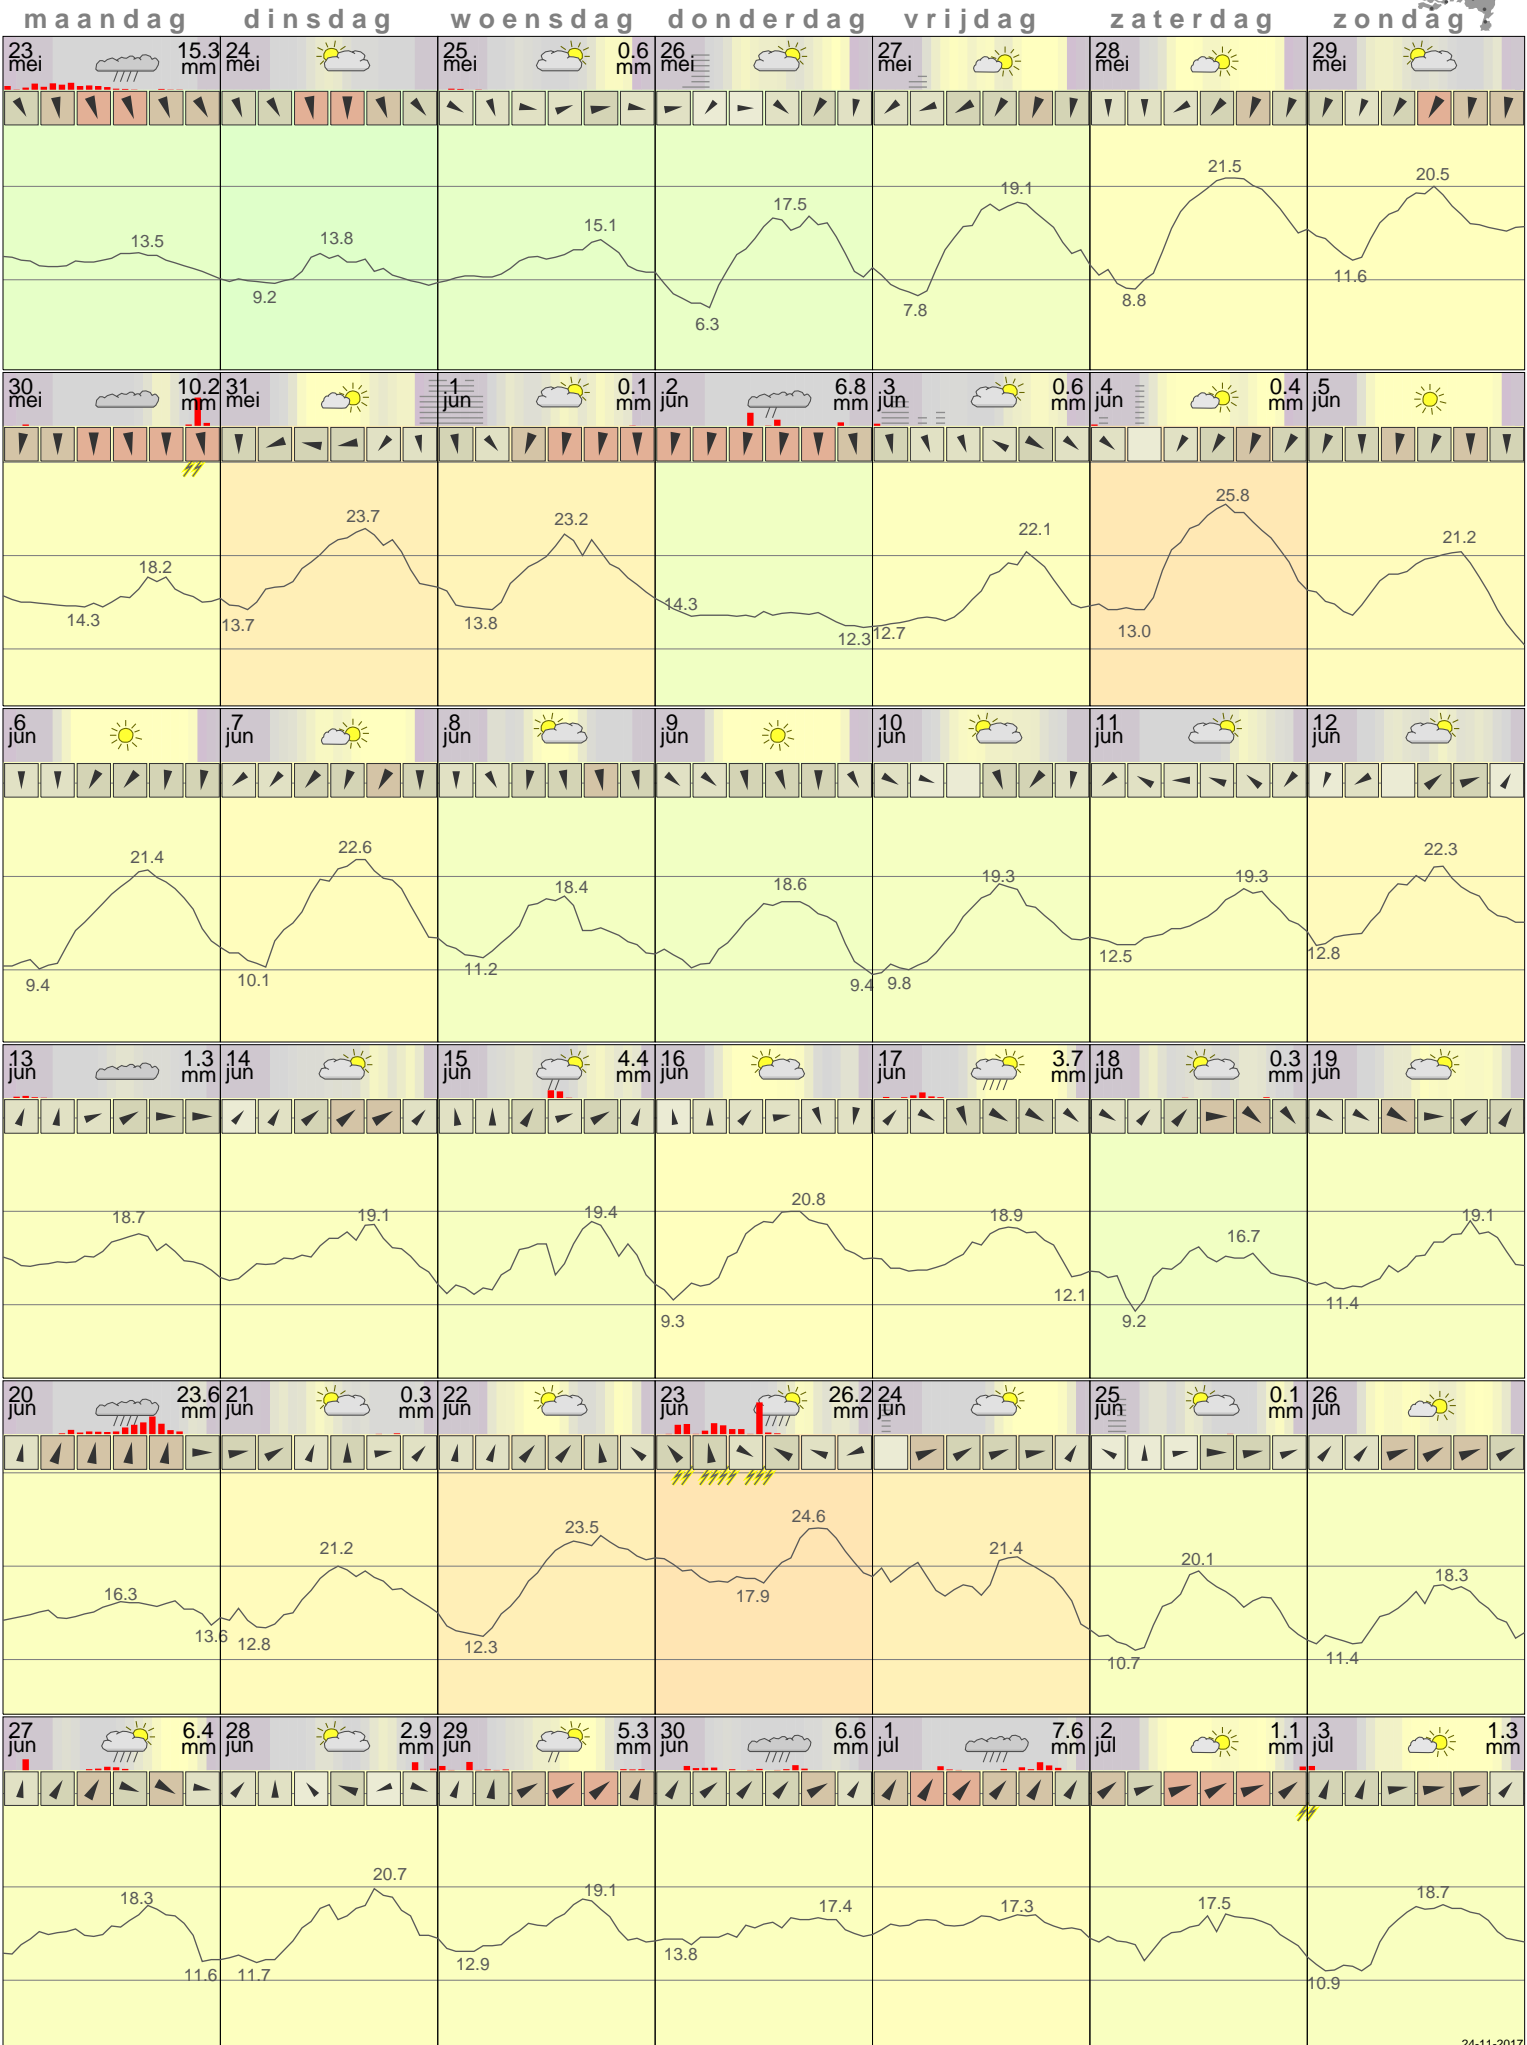 maandag dinsdag woensdag donderdag vrijdag zaterdag zondag
23 15.3 24 25 0.6 26 27 28 29
mei mm mei mei mm mei mei mei mei
21.5
20.5
19.1
17.5
15.1
13.5 13.8
11.6
9.2 8.8
7.8
6.3
30 10.2 31 1 0.1 2 6.8 3 0.6 4 0.4 5
mei mm mei jun mm jun mm jun mm jun mm jun
25.8
23.7 23.2
22.1
21.2
18.2
14.3
14.3 13.7 13.8 13.0
12.3 12.7
6 7 8 9 10 11 12
jun jun jun jun jun jun jun
22.6 22.3
21.4
19.3 19.3
18.4 18.6
12.5 12.8
11.2
9.4 10.1 9.4 9.8
13 1.3 14 15 4.4 16 17 3.7 18 0.3 19
jun mm jun jun mm jun jun mm jun mm jun
20.8
18.7 19.1 19.4 18.9 19.1
16.7
12.1 11.4
9.3 9.2
20 23.6 21 0.3 22 23 26.2 24 25 0.1 26
jun mm jun mm jun jun mm jun jun mm jun
24.6
23.5
21.2 21.4
20.1
18.3
16.3 17.9
13.6 12.8 12.3
10.7 11.4
27 6.4 28 2.9 29 5.3 30 6.6 1 7.6 2 1.1 3 1.3
jun mm jun mm jun mm jun mm jul mm jul mm jul mm
20.7
18.3 19.1 17.4 17.3 17.5 18.7
12.9 13.8
11.6 11.7
10.9
24-11-2017